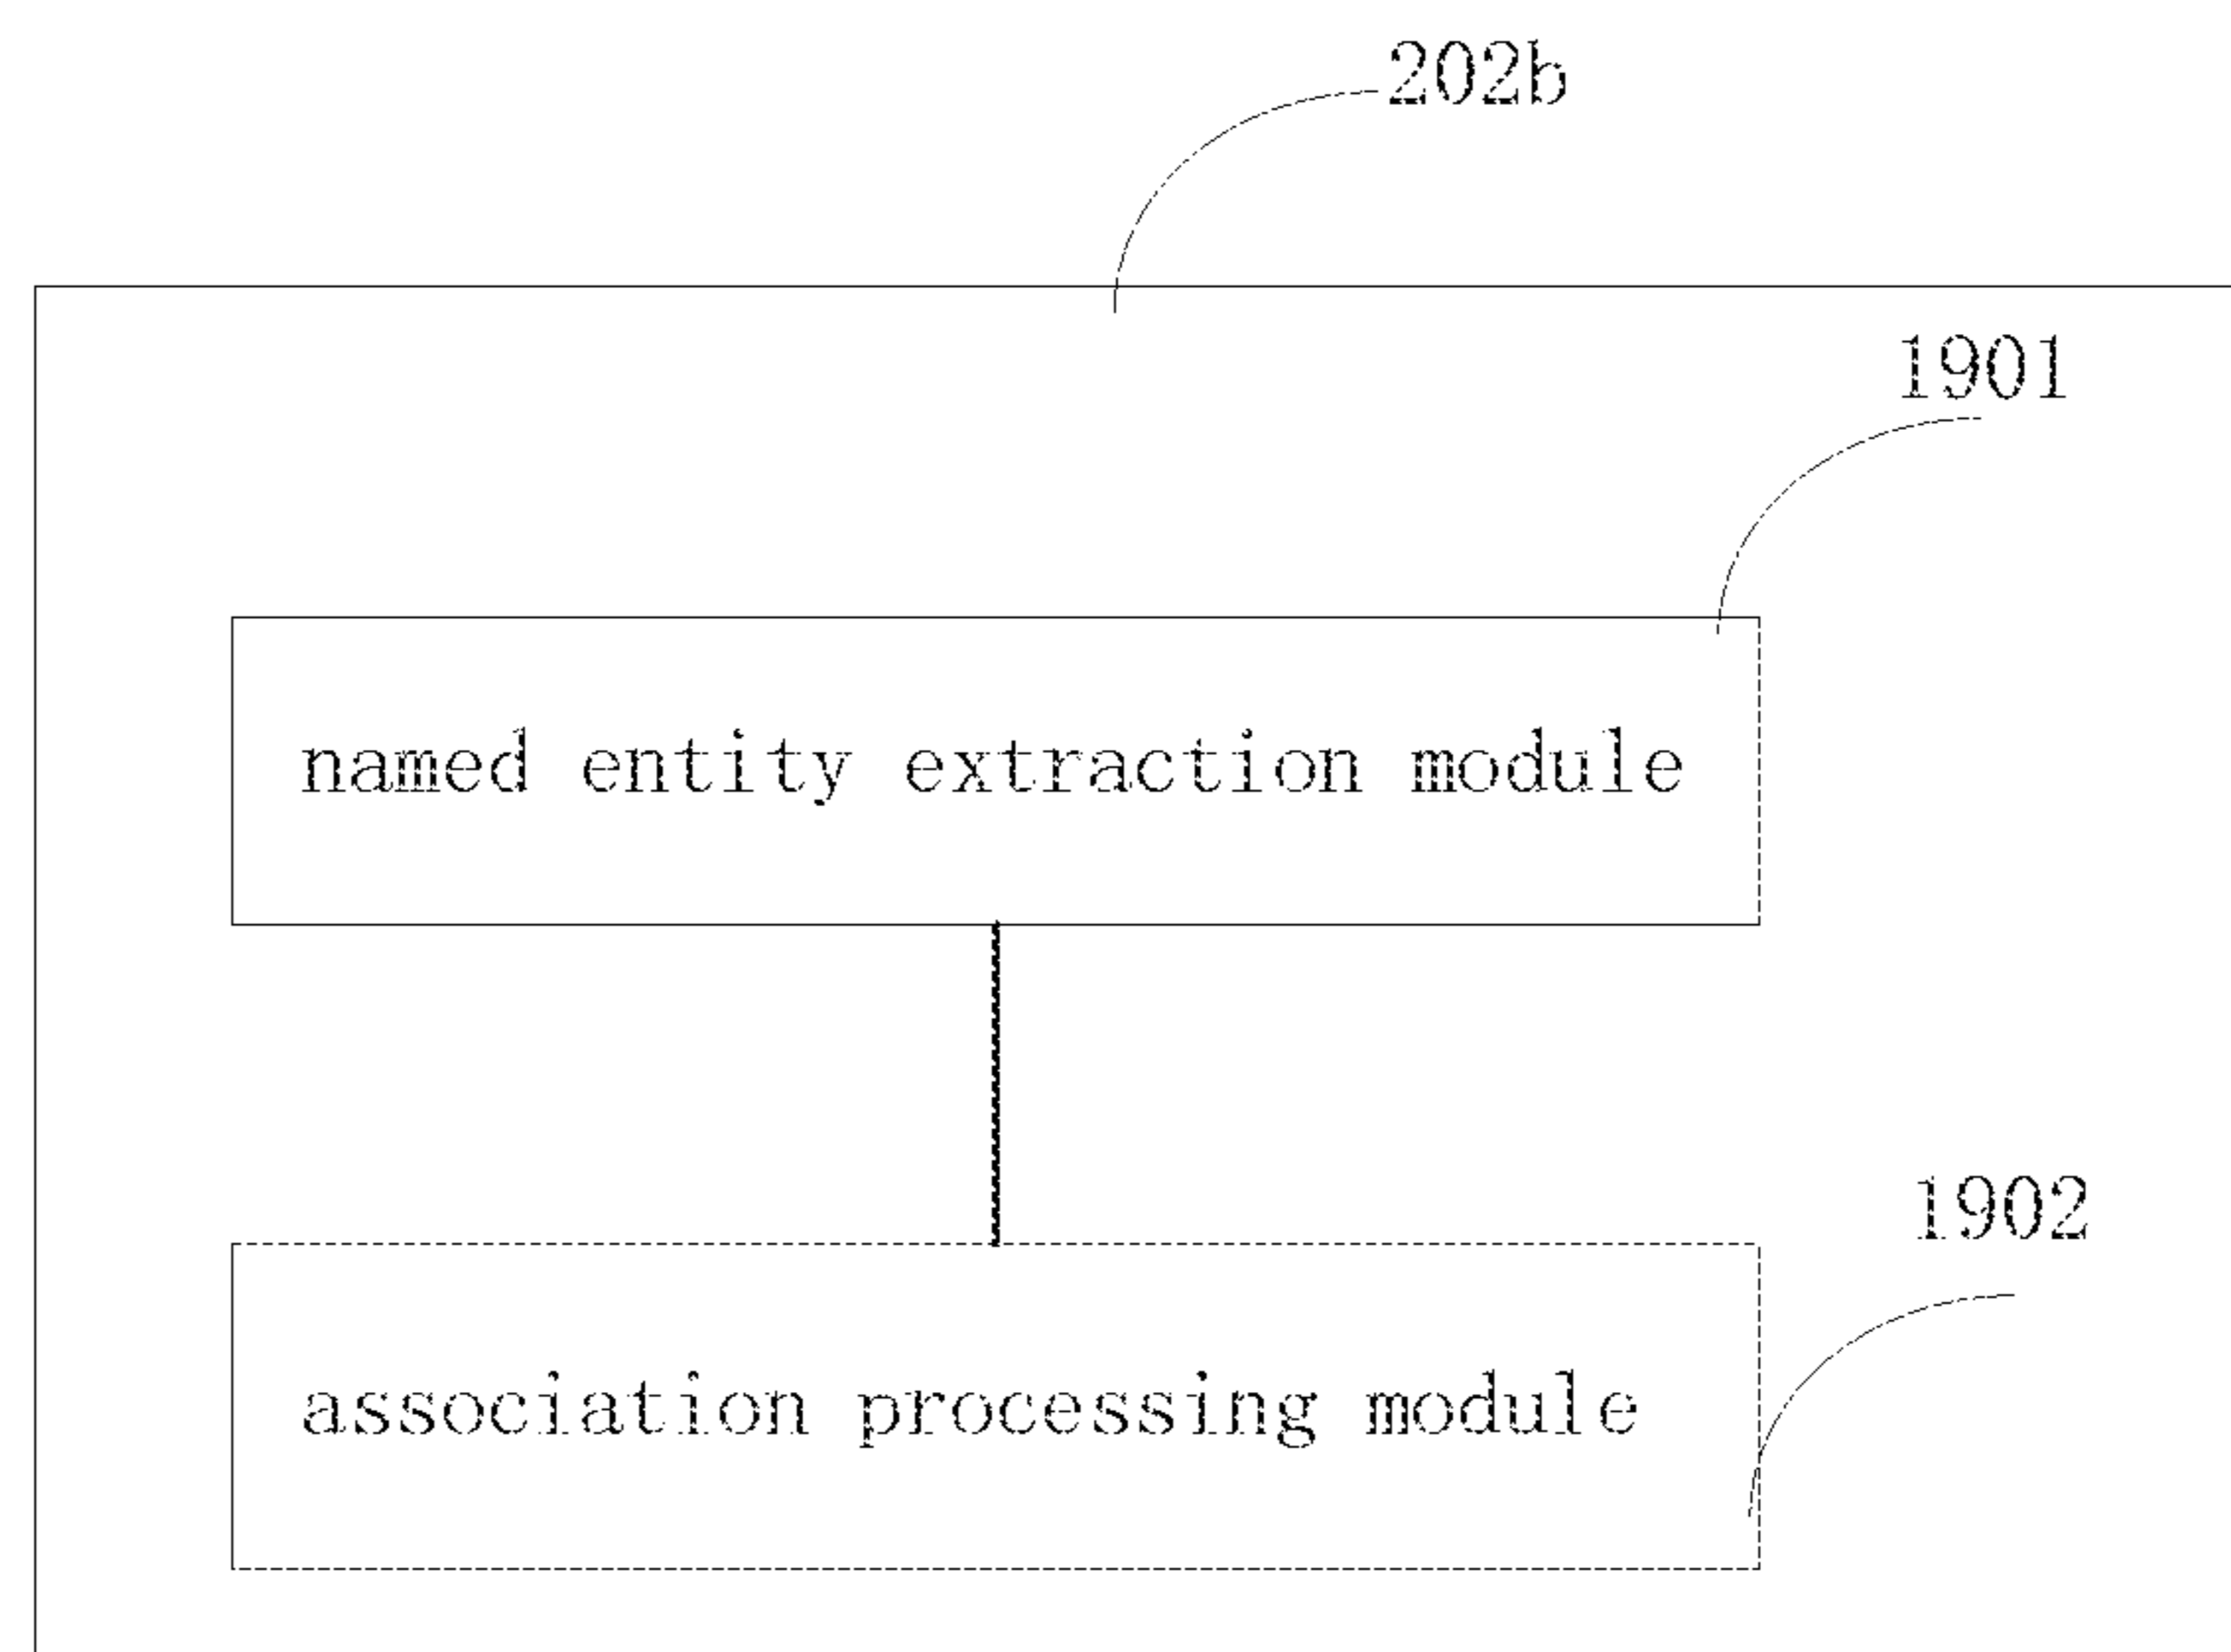 202b
1901
named entity extraction module
1902
association processing module